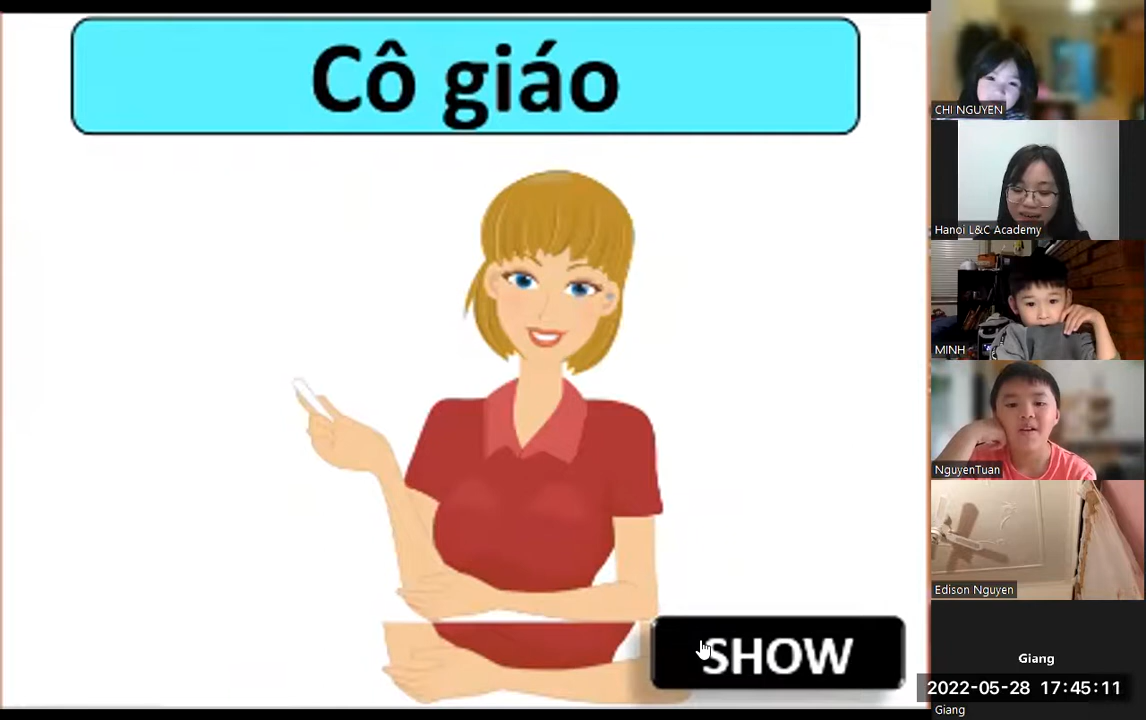 Cô giáo
SHOW
CHI NGUYEN
Hanoi L&C Academy
MINH
NguyenTuan
Edison Nguyen
Giang
2022-05-28 17:45:11
Giang